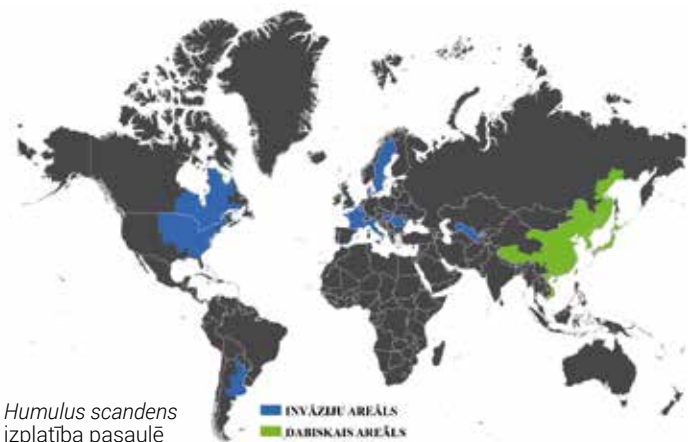 Humulus scandens
izplatība pasaulē
INVĀZIJU AREĀLS
DABISKAIS AREĀLS